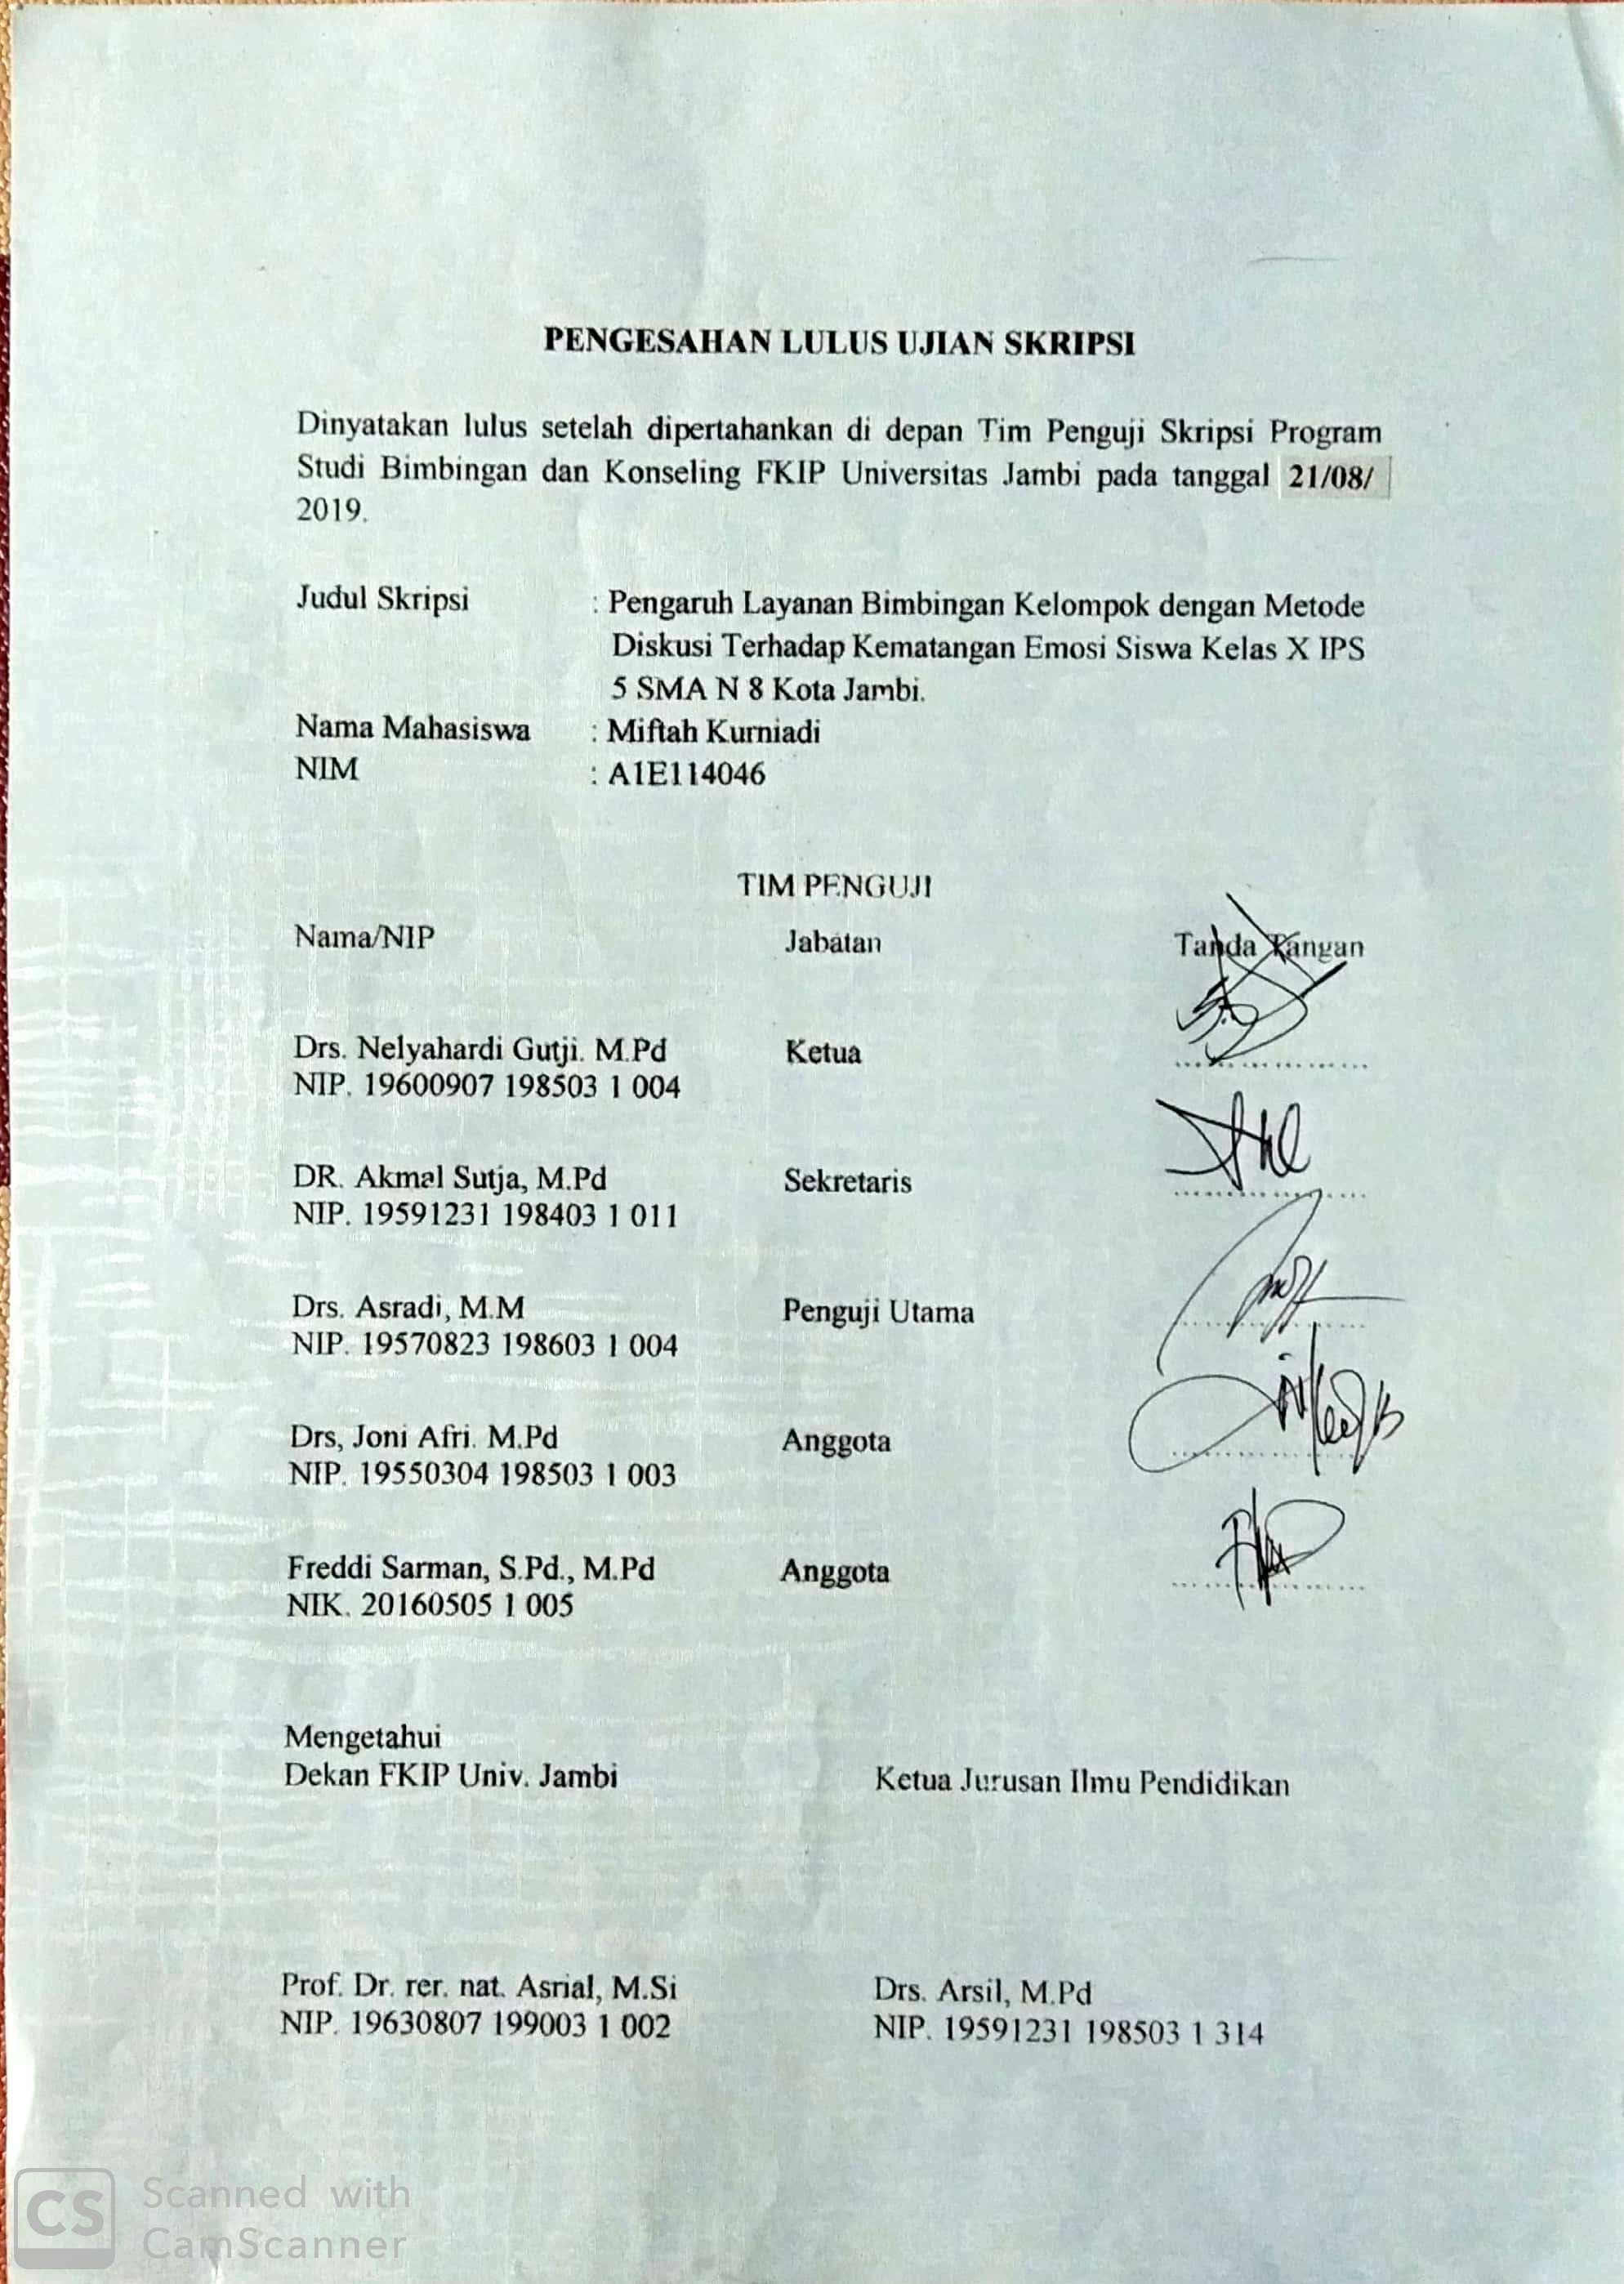 PENGESAHAN LULUS UJIAN SKRIPSI
Dinyatakan lulus setelah dipertahankan di depan Tim Penguji Skripsi Program
Studi Bimbingan dan Konseling FKIP Universitas Jambi pada tanggal 21/08/
2019.
Judul Skripsi : Pengaruh Layanan Bimbingan Kelompok dengan Metode
Diskusi Terhadap Kematangan Emosi Siswa Kelas X IPS
5 SMA N 8 Kota Jambi.
Nama Mahasiswa : Miftah Kurniadi
NIM : A1E114046
TIM PENGUJI
Nama/NIP Jabatan Tanda Tangan
Drs. Nelyahardi Gutji. M.Pd Ketua ....................
NIP. 19600907 198503 1 004
DR. Akmal Sutja, M.Pd Sekretaris ....................
NIP. 19591231 198403 1 011
Drs. Asradi, M.M Penguji Utama ....................
NIP. 19570823 198603 1 004
Drs, Joni Afri. M.Pd Anggota ....................
NIP. 19550304 198503 1 003
Freddi Sarman, S.Pd., M.Pd Anggota ....................
NIK. 20160505 1 005
Mengetahui
Dekan FKIP Univ. Jambi Ketua Jurusan Ilmu Pendidikan
Prof. Dr. rer. nat. Asrial, M.Si Drs. Arsil, M.Pd
NIP. 19630807 199003 1 002 NIP. 19591231 198503 1 314
CS Scanned with
CamScanner